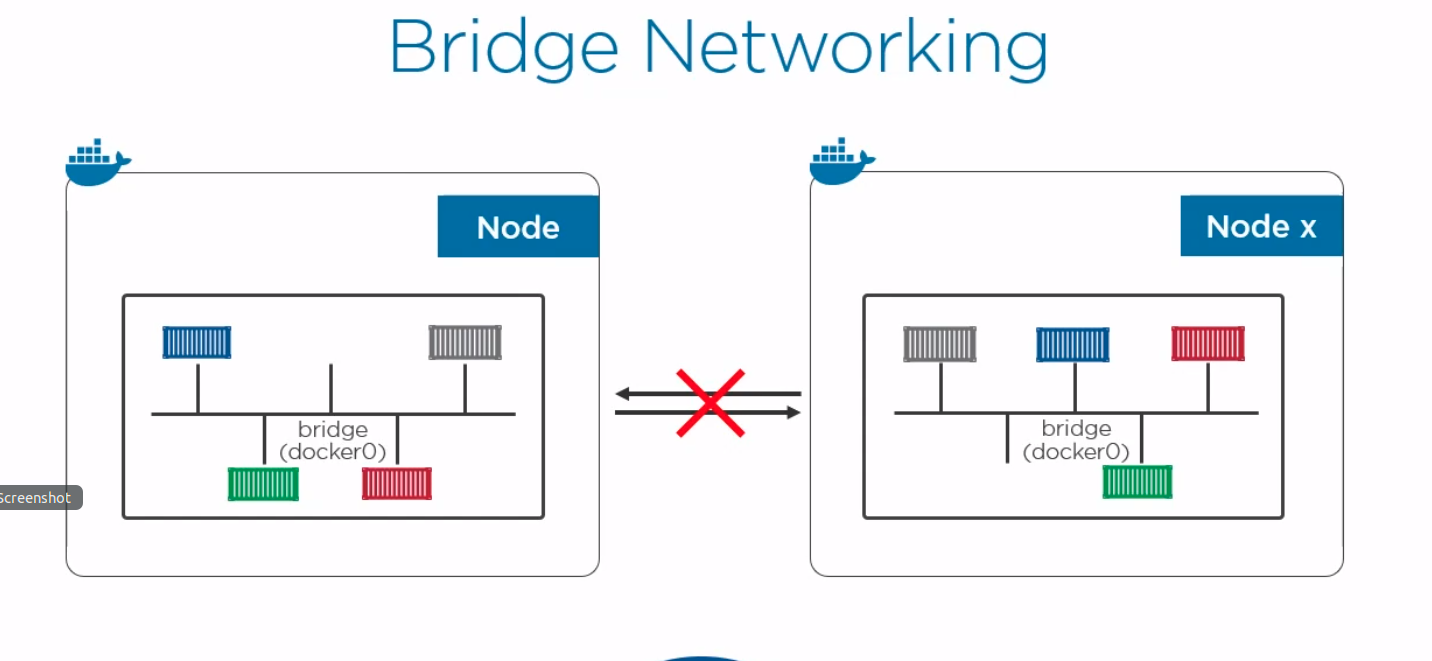 Bridge Networking
Node
Node x
bridge
(docker0)
bridge
(docker0)
Screenshot